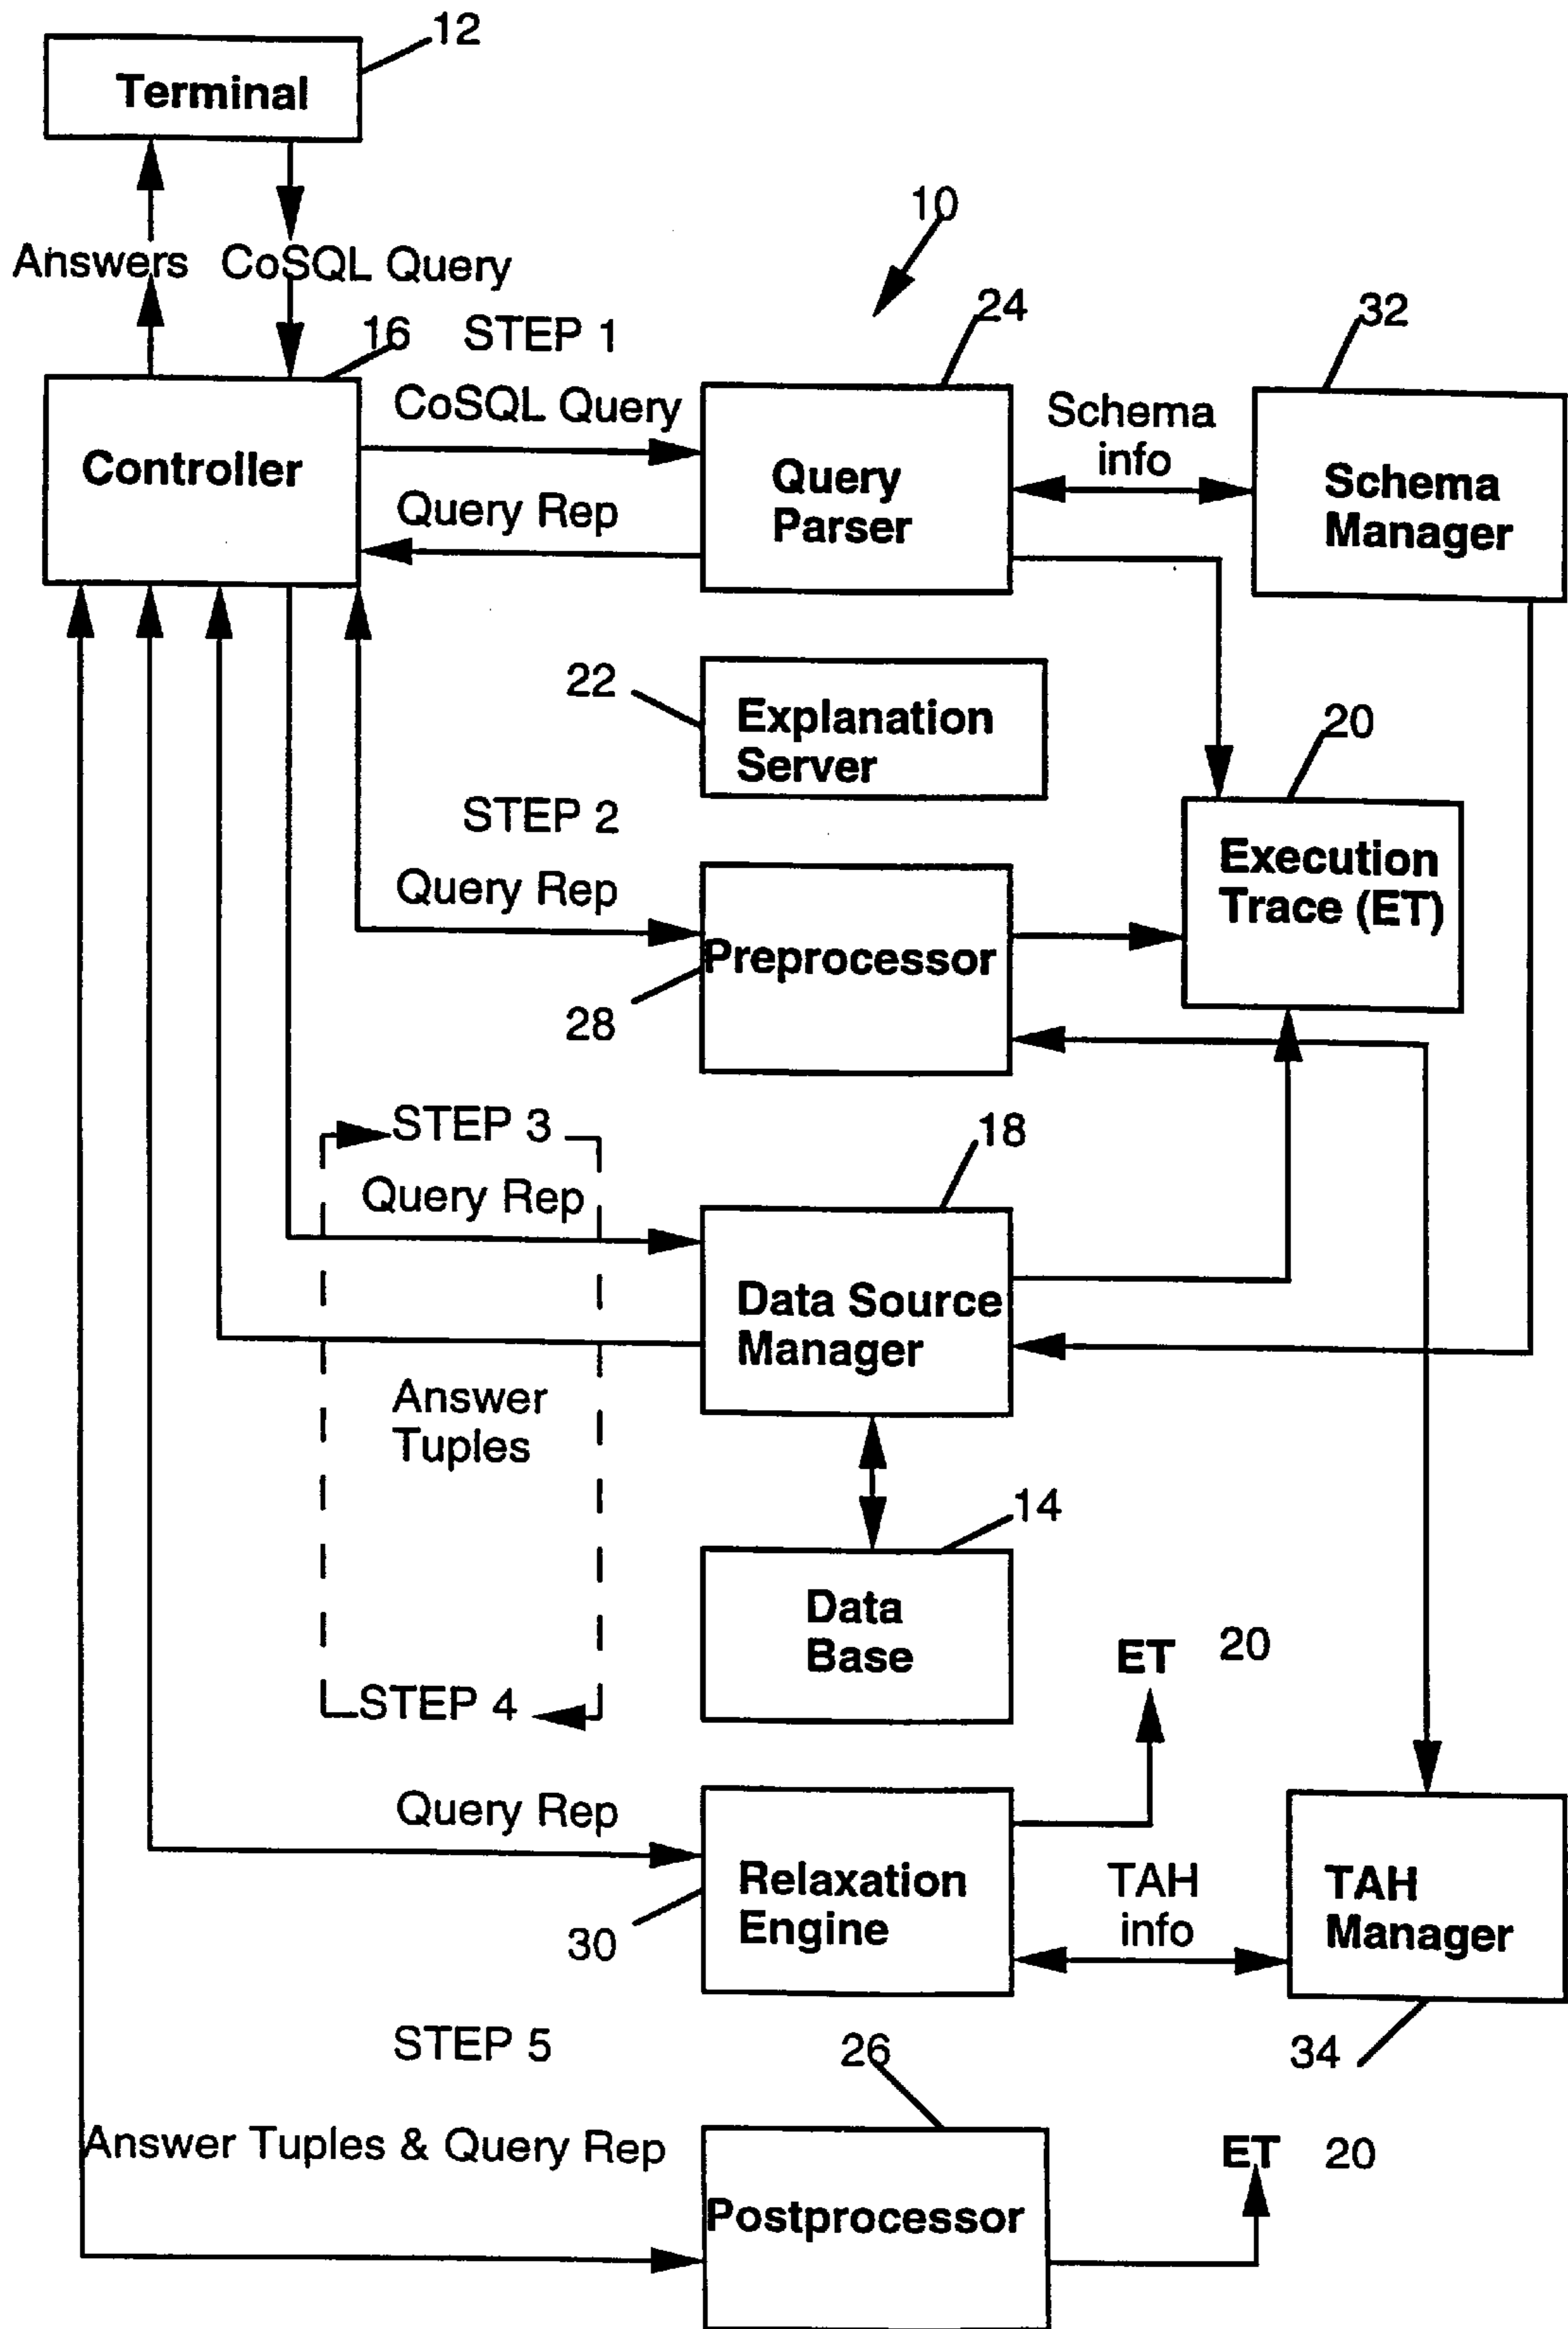 12
Terminal
10
Answers CoSQL Query
24
32
16 STEP 1
CoSQL Query
Schema
info
Controller
Query
Parser
Schema
Manager
Query Rep
22
Explanation
Server
20
STEP 2
Execution
Trace (ET)
Query Rep
Preprocessor
28
STEP 3
18
Query Rep
Data Source
Manager
Answer
Tuples
14
Data
Base
ET 20
STEP 4
Query Rep
Relaxation
Engine
TAH
info
TAH
Manager
30
STEP 5
26
34
Answer Tuples & Query Rep
ET 20
Postprocessor